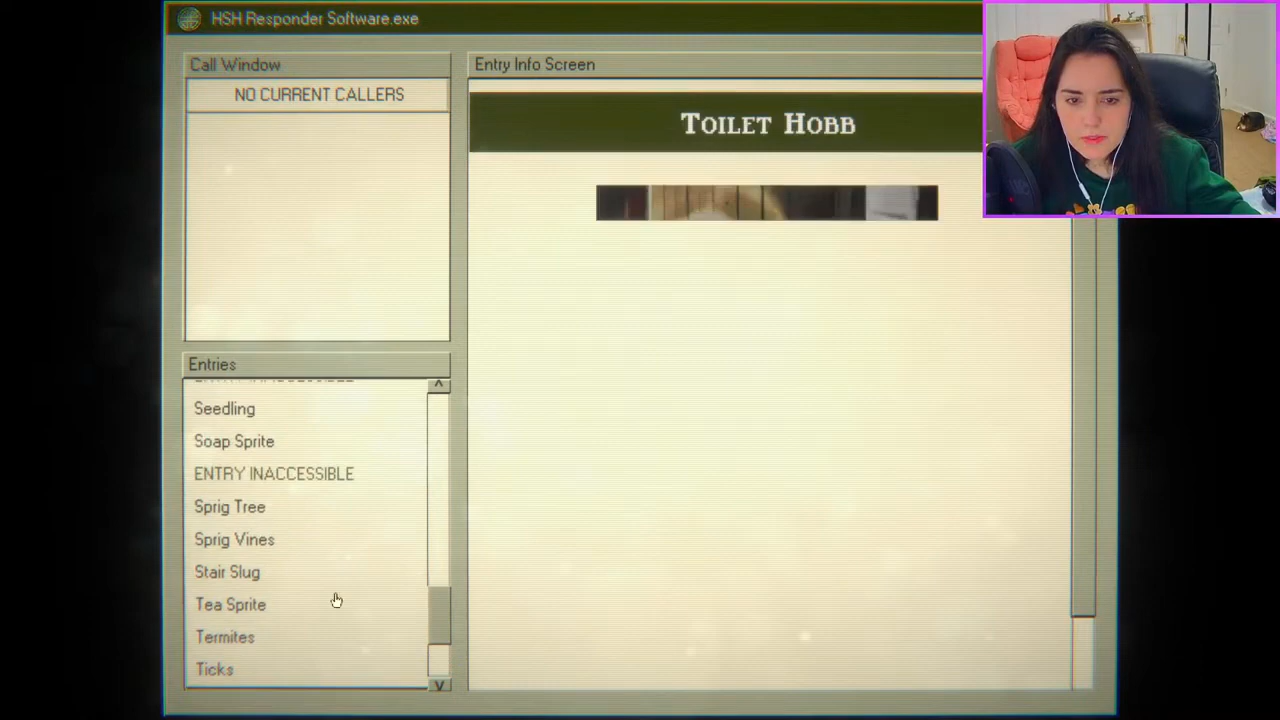 HSH Responder Software.exe
Call Window
NO CURRENT CALLERS
Entry Info Screen
Toilet Hobb
Entries
Seedling
Soap Sprite
ENTRY INACCESSIBLE
Sprig Tree
Sprig Vines
Stair Slug
Tea Sprite
Termites
Ticks